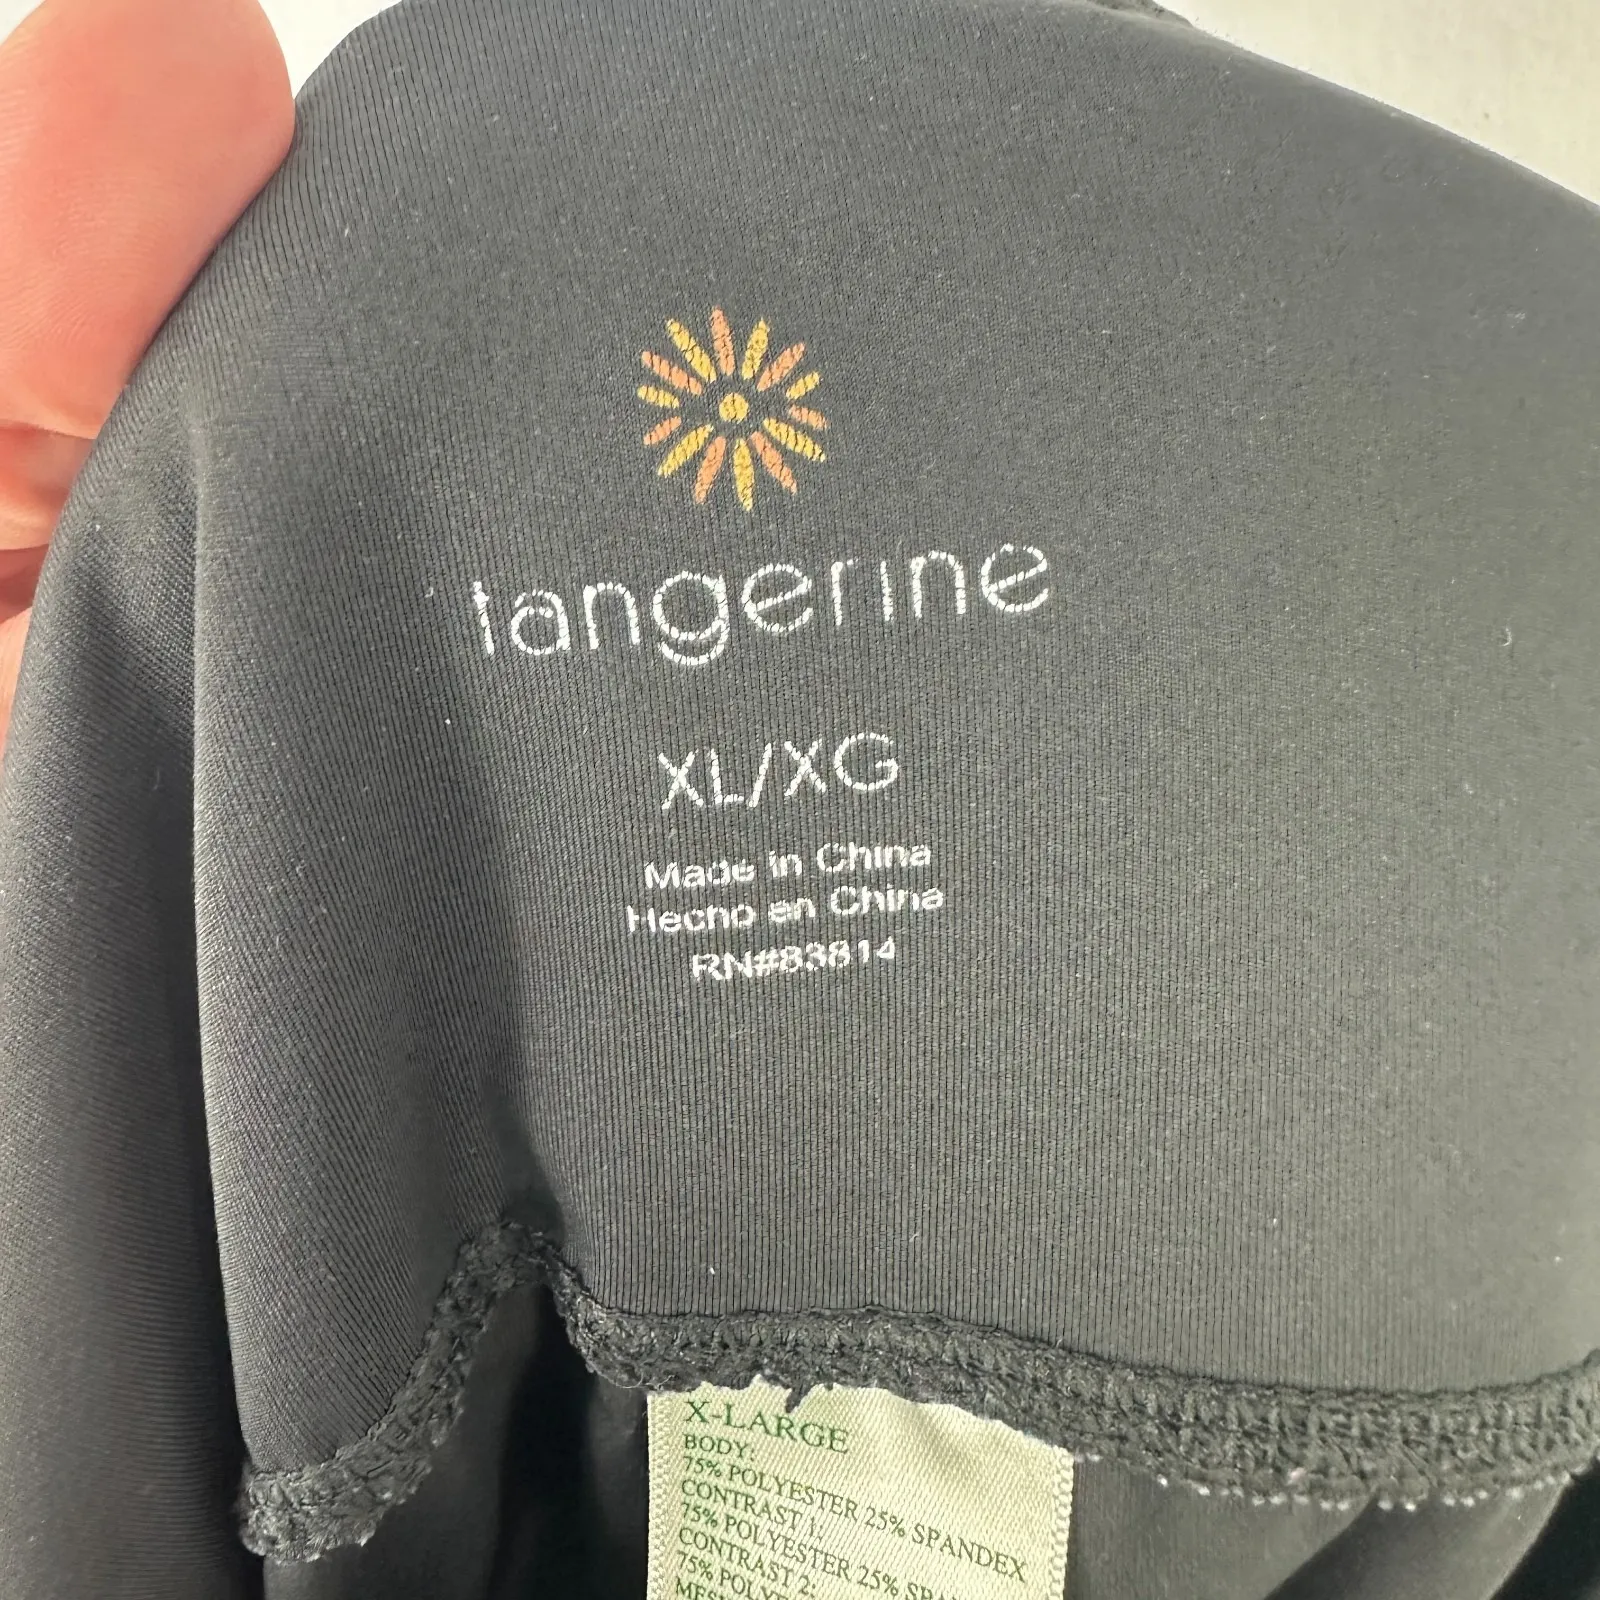 tangerine
XL/XG
Made in China
Hecho en China
RN#83814
X-LARGE
BODY:
75% POLYESTER 25% SPANDEX
CONTRAST 1:
75% POLYESTER 25%
CONTRAST 2:
75%